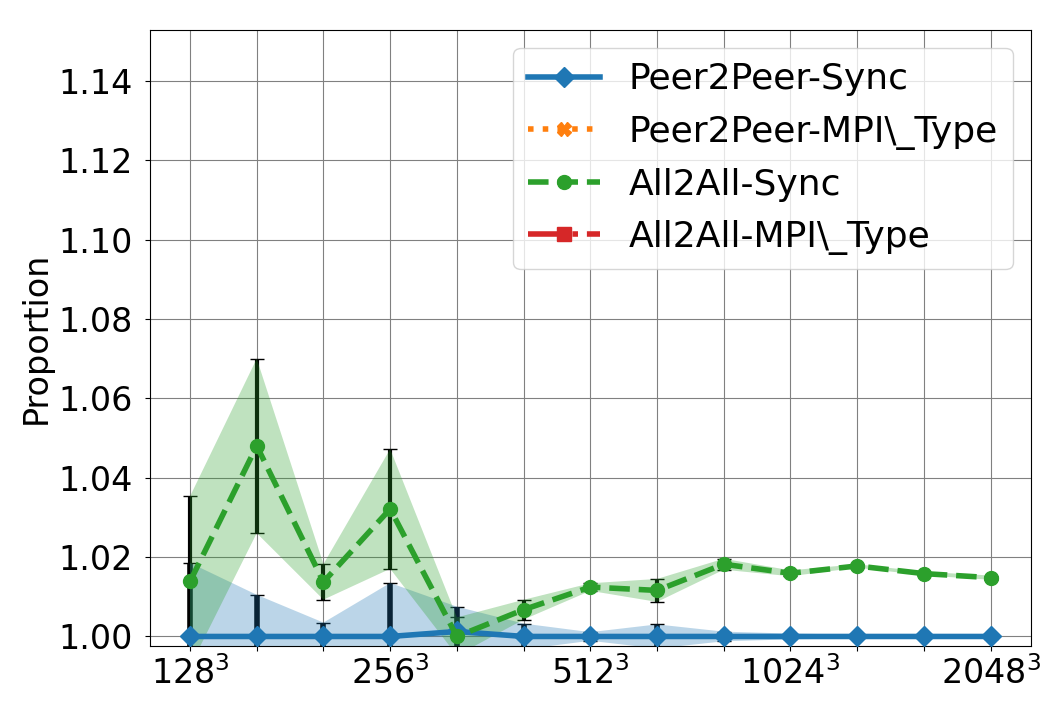 1.14
1.12
1.10
1.08
1.06
1.04
1.02
1.00
Proportion
Peer2Peer-Sync
Peer2Peer-MPI\_Type
All2All-Sync
All2All-MPI\_Type
128³ 256³ 512³ 1024³ 2048³